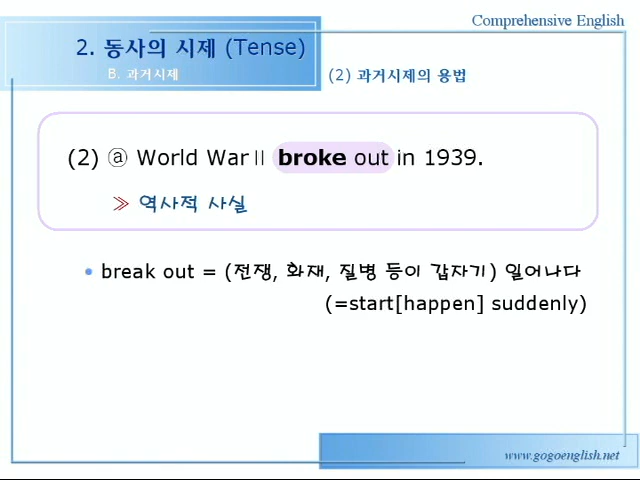 Comprehensive English
2. 동사의 시제 (Tense)
B. 과거시제
(2) 과거시제의 용법
(2) ⓐ World War II broke out in 1939.
≫ 역사적 사실
• break out = (전쟁, 화재, 질병 등이 갑자기) 일어나다
(=start[happen] suddenly)
www.gogoenglish.net